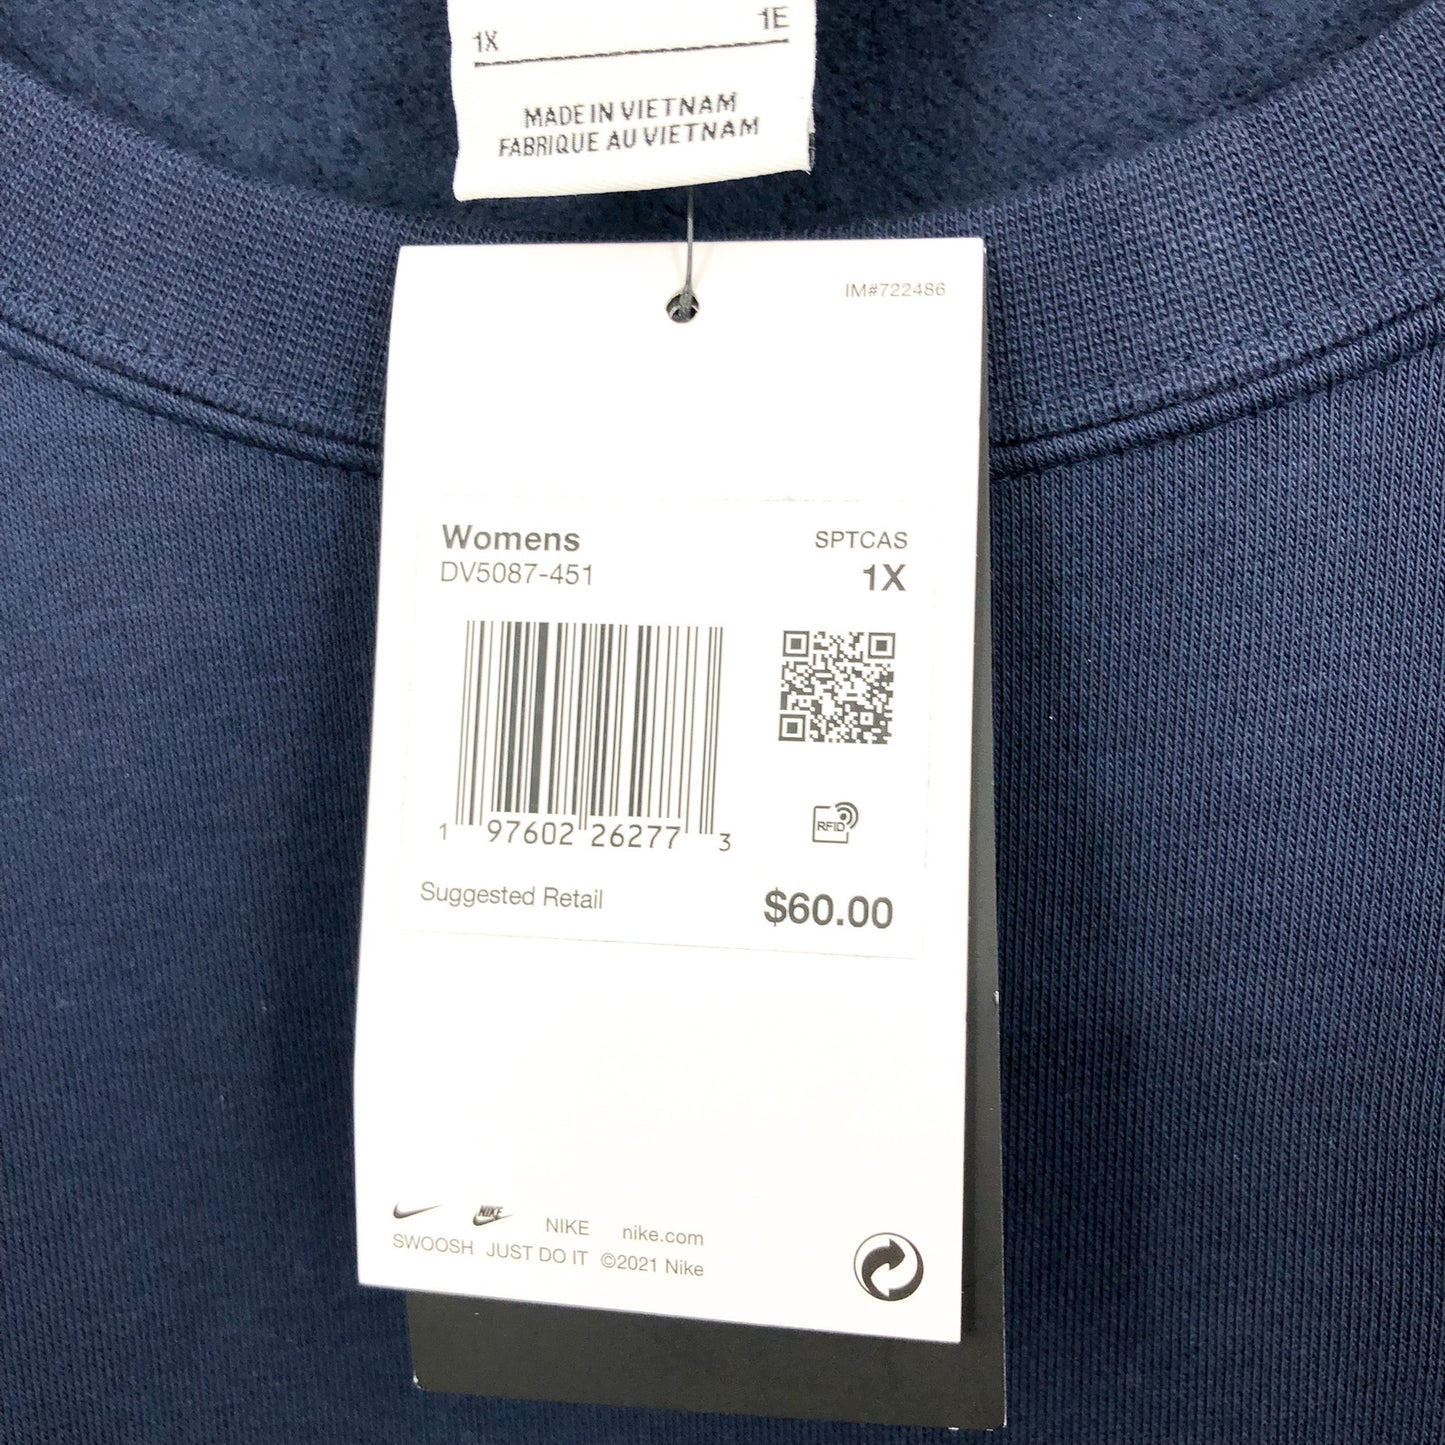 1X 1E
MADE IN VIETNAM
FABRIQUE AU VIETNAM
IM#722486
Womens SPTCAS
DV5087-451 1X
RFID
1 97602 26277 3
Suggested Retail $60.00
NIKE NIKE nike.com
SWOOSH JUST DO IT ©2021 Nike